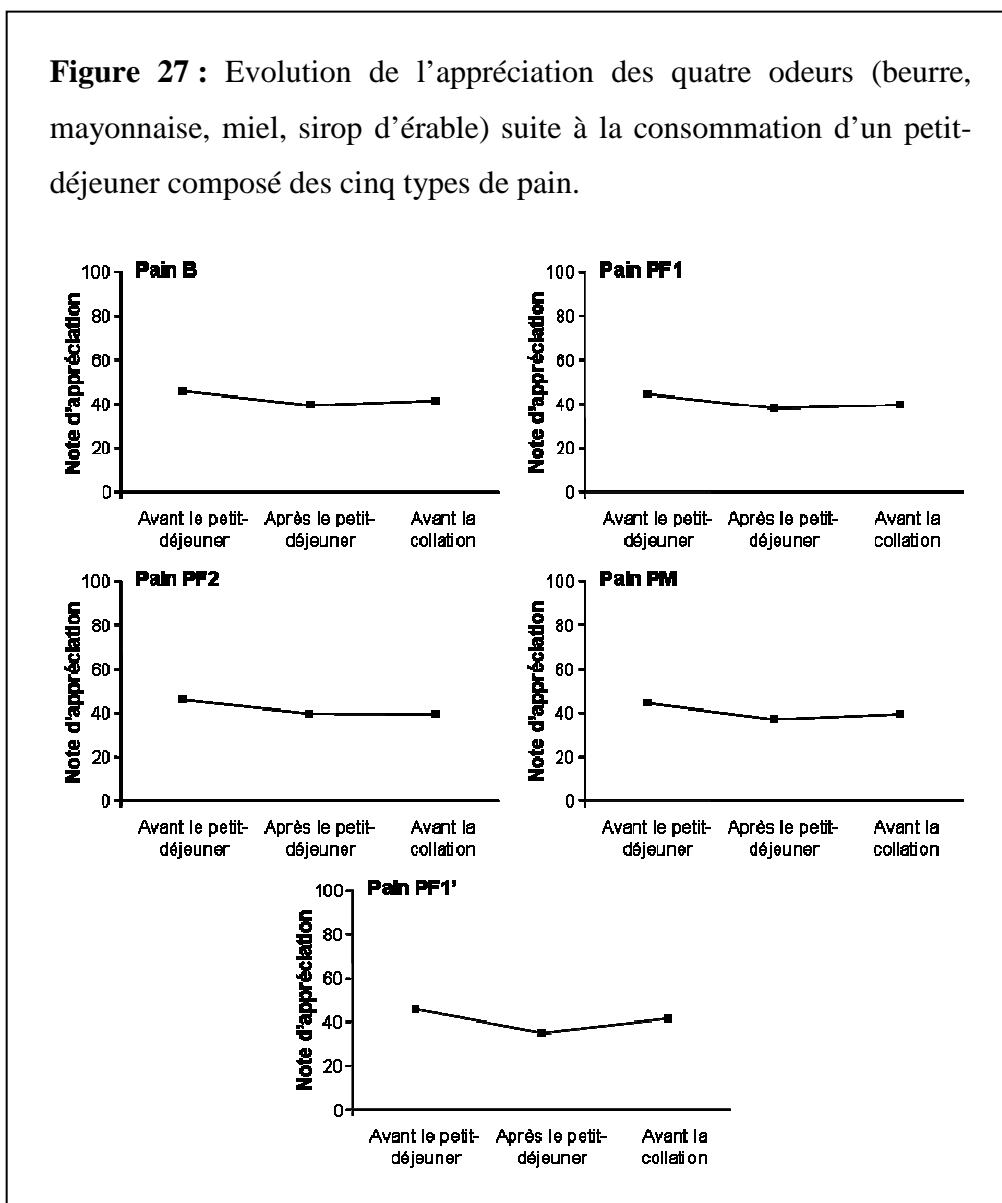 Figure 27 : Evolution de l’appréciation des quatre odeurs (beurre,
mayonnaise, miel, sirop d’érable) suite à la consommation d’un petit-
déjeuner composé des cinq types de pain.
Pain B
Note d'appréciation
100
80
60
40
20
0
Avant le petit-
déjeuner
Après le petit-
déjeuner
Avant la
collation
Pain PF1
Note d'appréciation
100
80
60
40
20
0
Avant le petit-
déjeuner
Après le petit-
déjeuner
Avant la
collation
Pain PF2
Note d'appréciation
100
80
60
40
20
0
Avant le petit-
déjeuner
Après le petit-
déjeuner
Avant la
collation
Pain PM
Note d'appréciation
100
80
60
40
20
0
Avant le petit-
déjeuner
Après le petit-
déjeuner
Avant la
collation
Pain PF1’
Note d'appréciation
100
80
60
40
20
0
Avant le petit-
déjeuner
Après le petit-
déjeuner
Avant la
collation